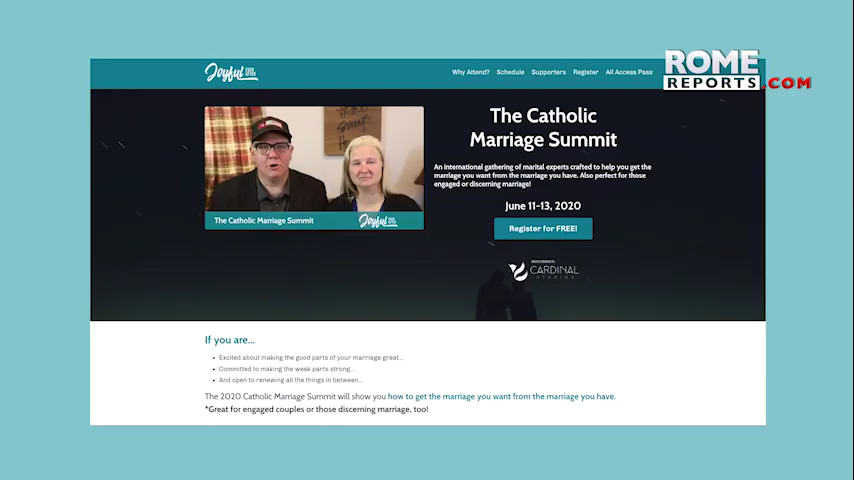 ROME
REPORTS.COM
Joyful
Why Attend? Schedule Supporters Register All Access Pass
The Catholic
Marriage Summit
An international gathering of marital experts crafted to help you get the
marriage you want from the marriage you have. Also perfect for those
engaged or discerning marriage!
June 11-13, 2020
Register for FREE!
The Catholic Marriage Summit
Joyful
CARDINAL
STUDIOS
If you are...
Excited about making the good parts of your marriage great...
Committed to making the weak parts strong...
And open to renewing all the things in between...
The 2020 Catholic Marriage Summit will show you how to get the marriage you want from the marriage you have.
*Great for engaged couples or those discerning marriage, too!